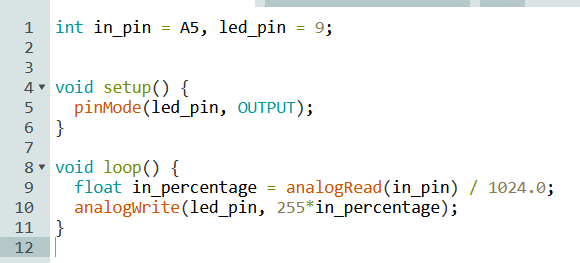 1 int in_pin = A5, led_pin = 9;
2
3
4 void setup() {
5   pinMode(led_pin, OUTPUT);
6 }
7
8 void loop() {
9   float in_percentage = analogRead(in_pin) / 1024.0;
10   analogWrite(led_pin, 255*in_percentage);
11 }
12